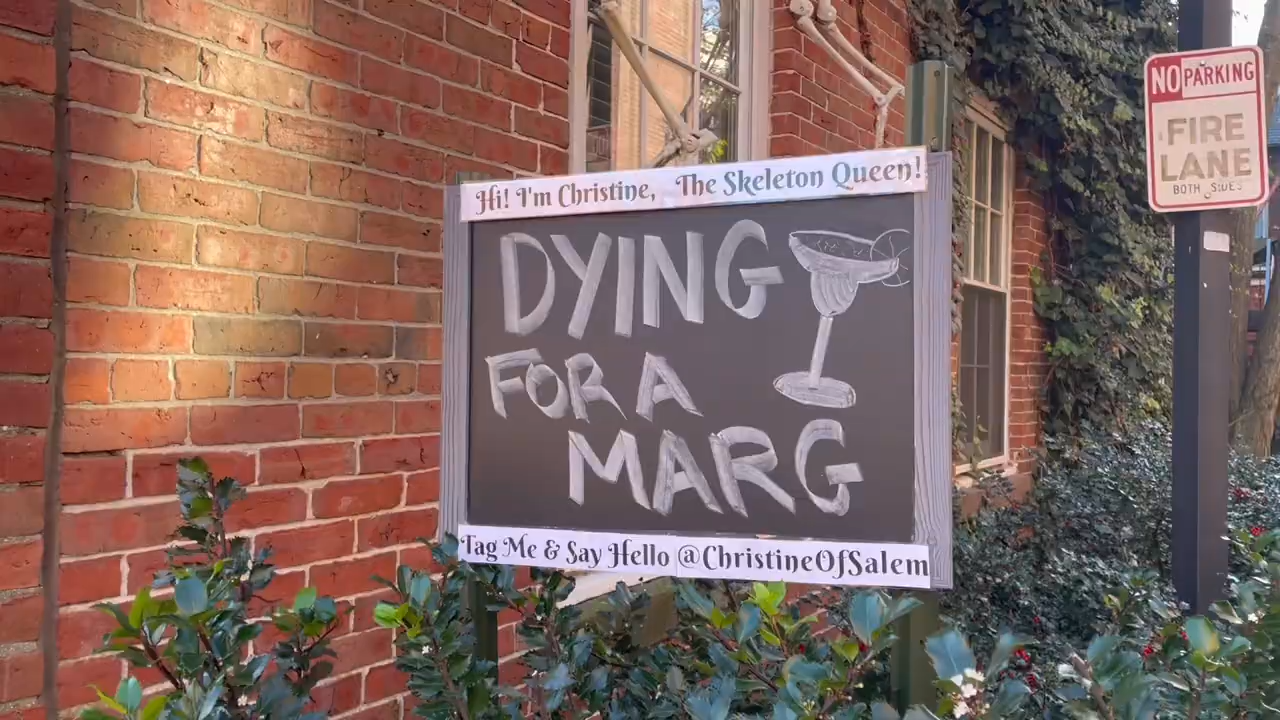 Hi! I'm Christine, The Skeleton Queen!
DYING
FOR A
MARG
Tag Me & Say Hello @ChristineOfSalem
NO PARKING
FIRE
LANE
BOTH SIDES